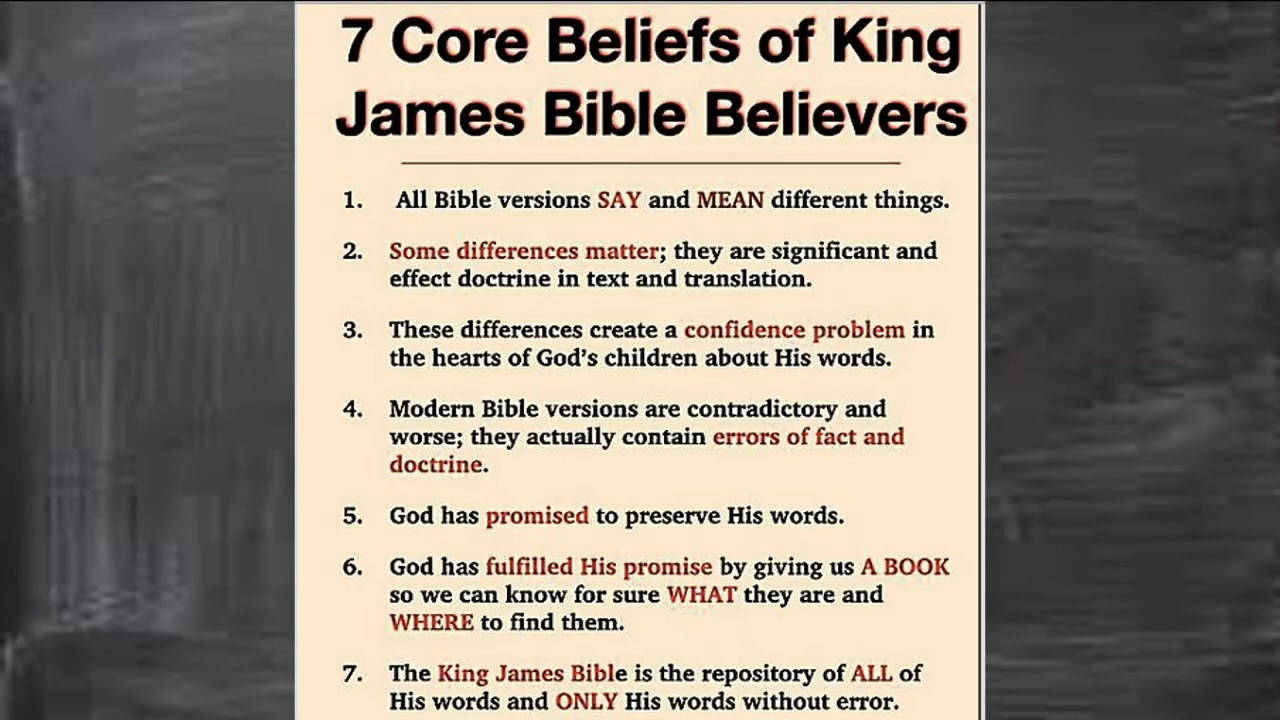 7 Core Beliefs of King
James Bible Believers
1. All Bible versions SAY and MEAN different things.
2. Some differences matter; they are significant and
effect doctrine in text and translation.
3. These differences create a confidence problem in
the hearts of God’s children about His words.
4. Modern Bible versions are contradictory and
worse; they actually contain errors of fact and
doctrine.
5. God has promised to preserve His words.
6. God has fulfilled His promise by giving us A BOOK
so we can know for sure WHAT they are and
WHERE to find them.
7. The King James Bible is the repository of ALL of
His words and ONLY His words without error.